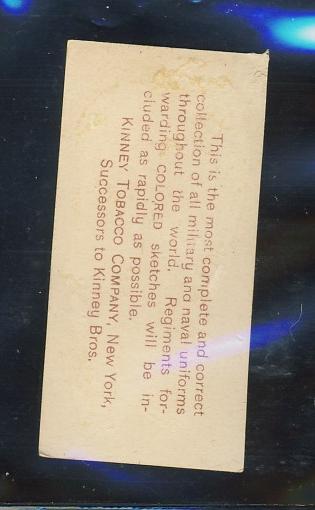 This is the most complete and correct
collection of all military and naval uniforms
throughout the world. Regiments for-
warding COLORED sketches will be in-
cluded as rapidly as possible.
KINNEY TOBACCO COMPANY, New York,
Successors to Kinney Bros.